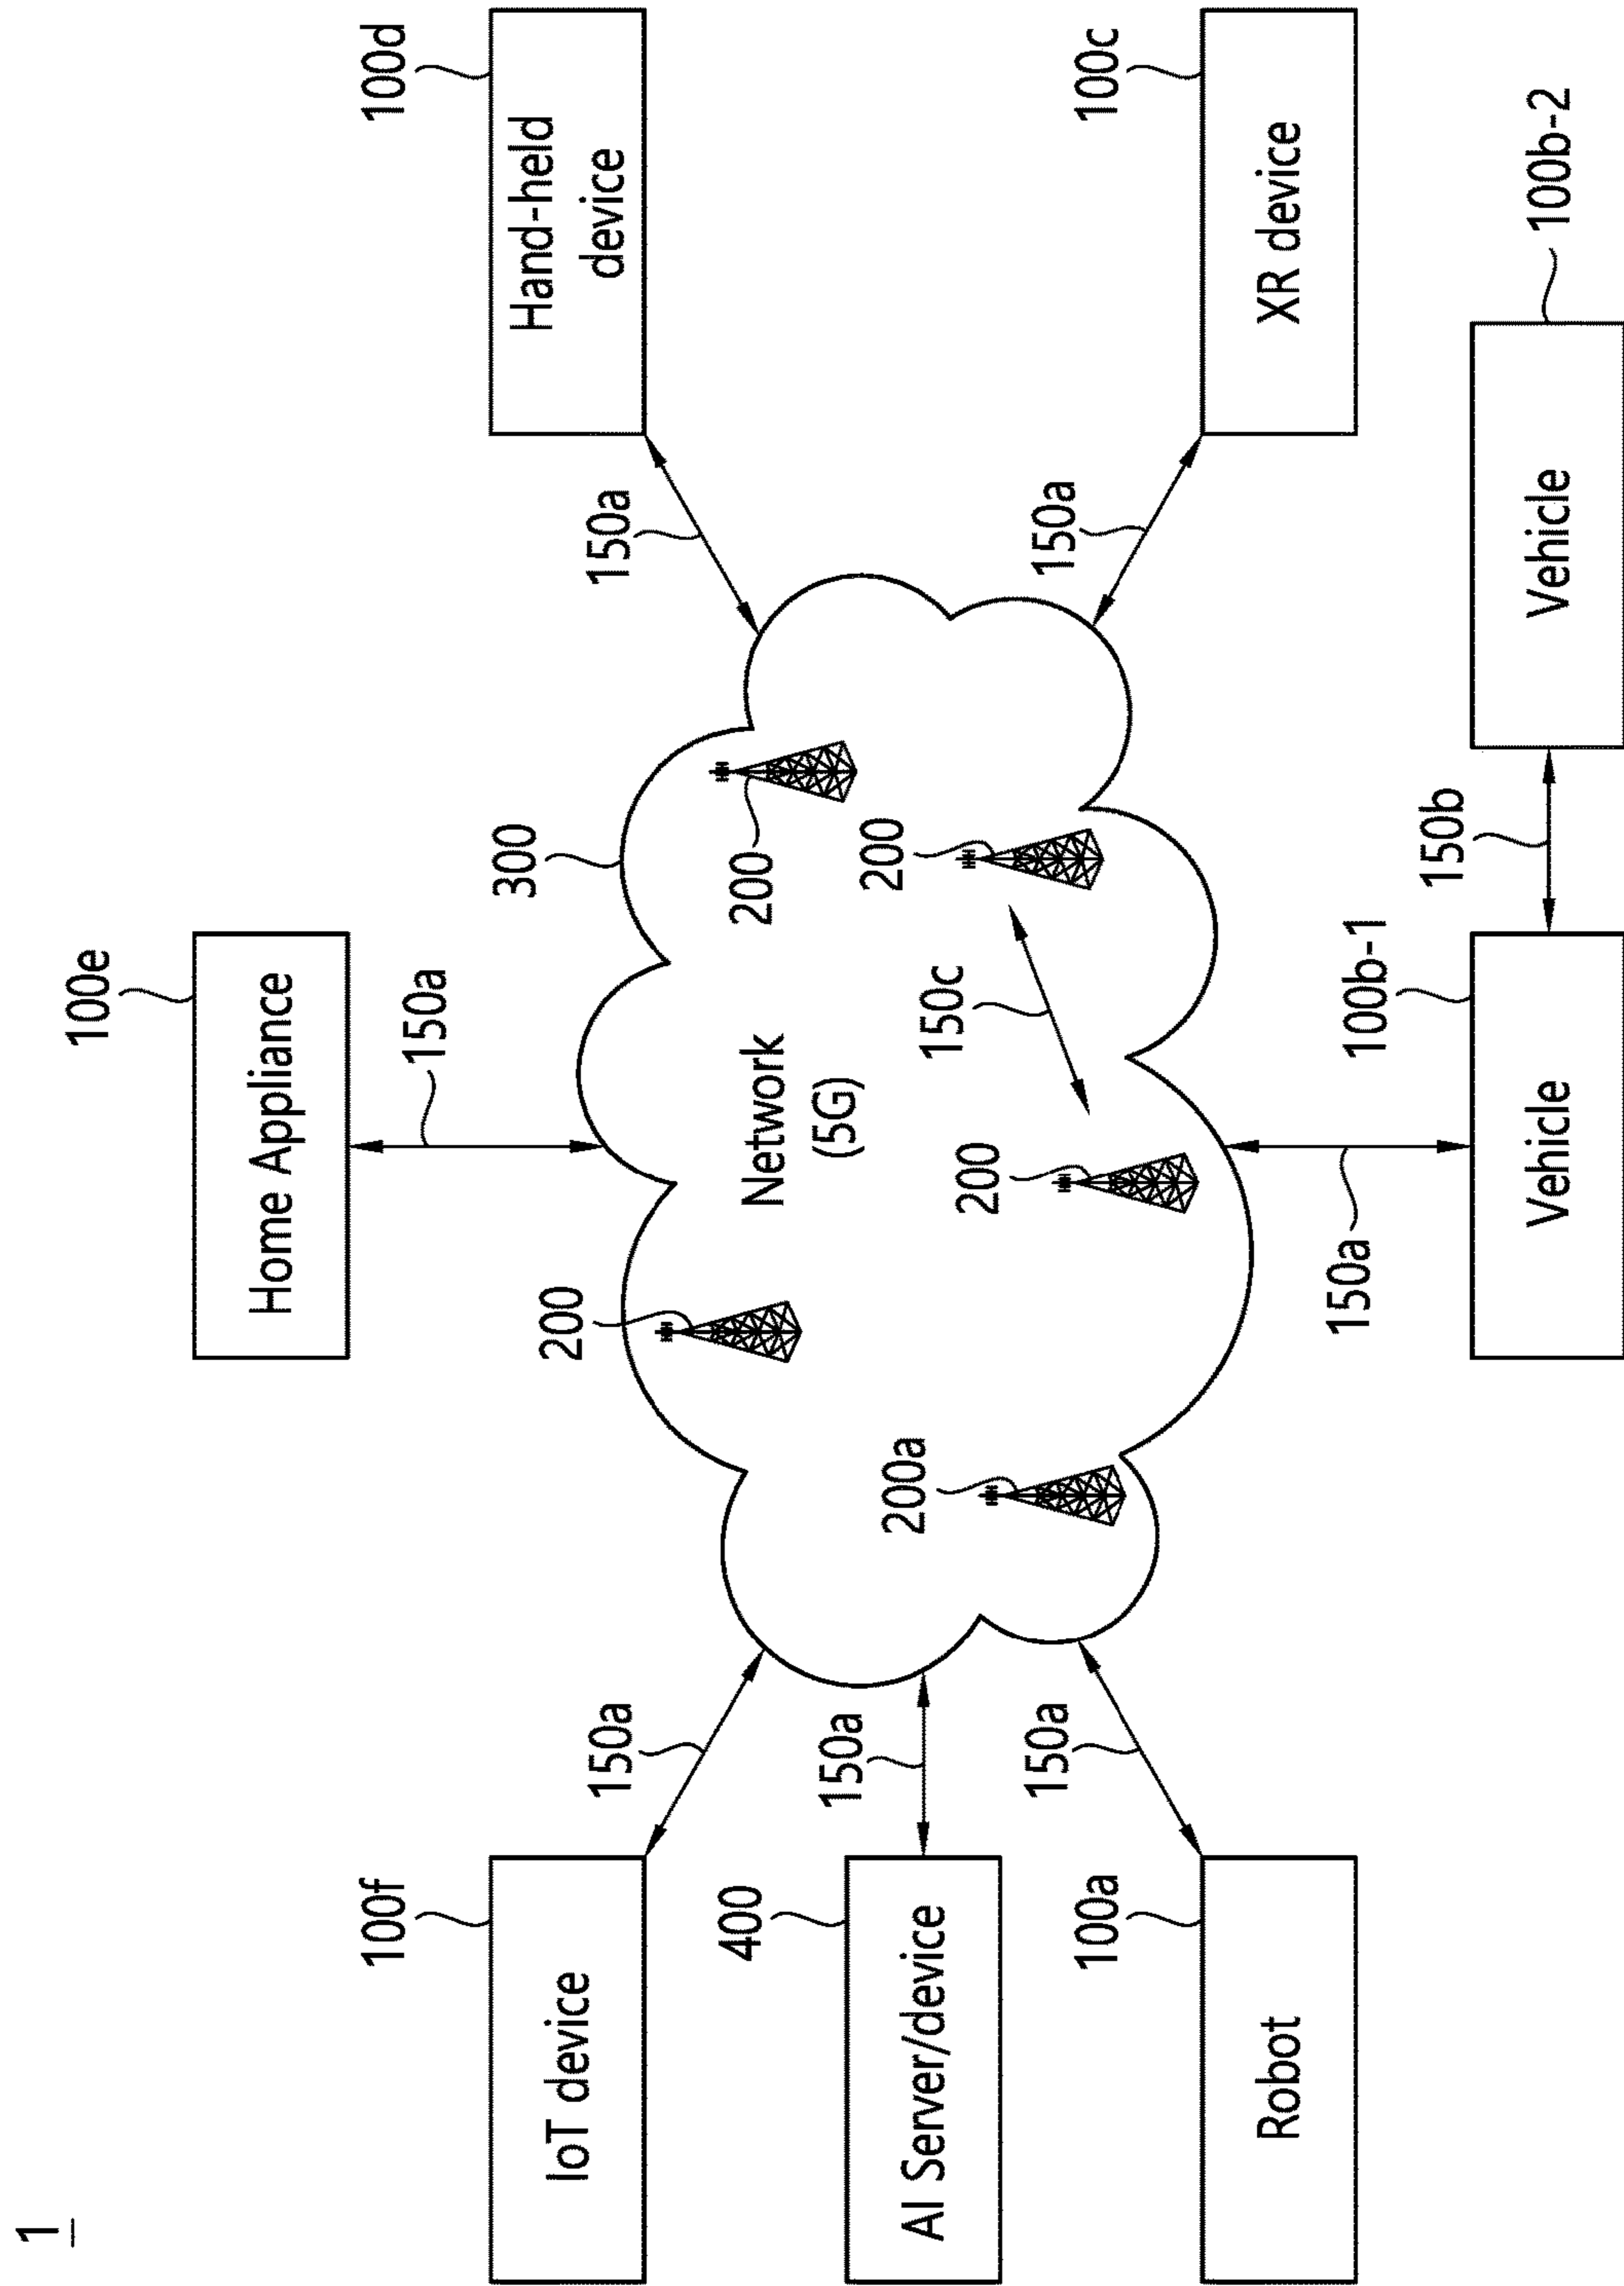 1
100e
Home Appliance
150a
100f
IoT device
150a
300
100d
Hand-held
device
150a
200
200
Network
(5G)
400
AI Server/device
150a
200a
200
150c
200
100a
Robot
150a
150a
100c
XR device
150a
100b-1
Vehicle
150b
Vehicle
100b-2